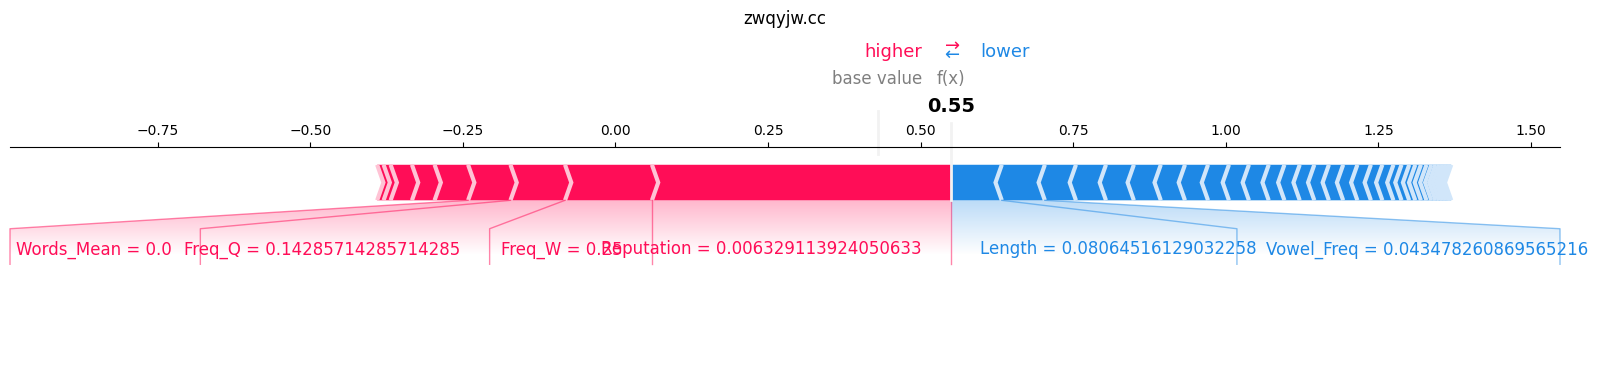 zwqyjw.cc
higher ⇄ lower
base value f(x)
0.55
−0.75 −0.50 −0.25 0.00 0.25 0.50 0.75 1.00 1.25 1.50
Words_Mean = 0.0 Freq_Q = 0.14285714285714285 Freq_W = 0.25 Reputation = 0.006329113924050633 Length = 0.08064516129032258 Vowel_Freq = 0.043478260869565216